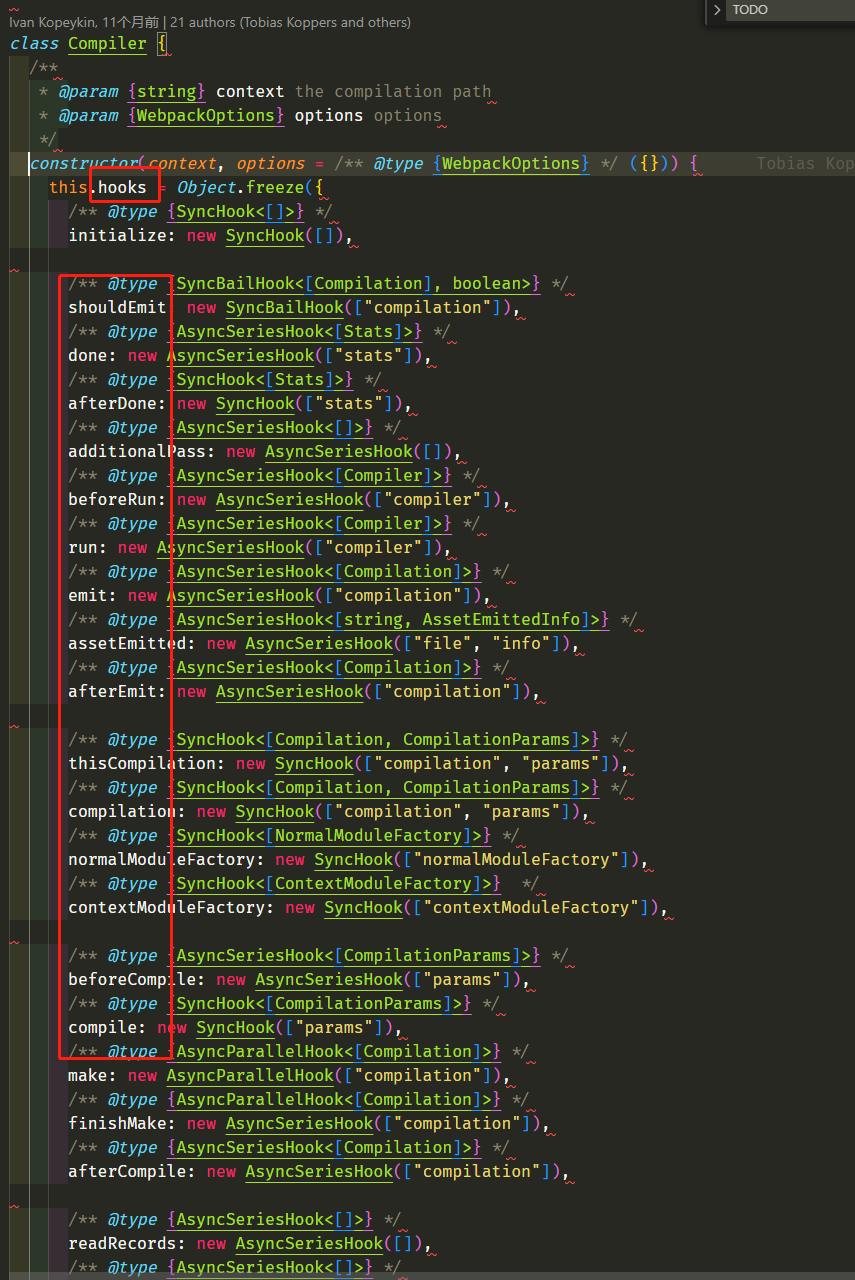 TODO
Ivan Kopeykin, 11个月前 | 21 authors (Tobias Koppers and others)
class Compiler {
/**
* @param {string} context the compilation path
* @param {WebpackOptions} options options
*/
constructor(context, options = /** @type {WebpackOptions} */ ({})) { Tobias Kop
this.hooks = Object.freeze({
/** @type {SyncHook<[]>} */
initialize: new SyncHook([]),
/** @type {SyncBailHook<[Compilation], boolean>} */
shouldEmit: new SyncBailHook(["compilation"]),
/** @type {AsyncSeriesHook<[Stats]>} */
done: new AsyncSeriesHook(["stats"]),
/** @type {SyncHook<[Stats]>} */
afterDone: new SyncHook(["stats"]),
/** @type {AsyncSeriesHook<[]>} */
additionalPass: new AsyncSeriesHook([]),
/** @type {AsyncSeriesHook<[Compiler]>} */
beforeRun: new AsyncSeriesHook(["compiler"]),
/** @type {AsyncSeriesHook<[Compiler]>} */
run: new AsyncSeriesHook(["compiler"]),
/** @type {AsyncSeriesHook<[Compilation]>} */
emit: new AsyncSeriesHook(["compilation"]),
/** @type {AsyncSeriesHook<[string, AssetEmittedInfo]>} */
assetEmitted: new AsyncSeriesHook(["file", "info"]),
/** @type {AsyncSeriesHook<[Compilation]>} */
afterEmit: new AsyncSeriesHook(["compilation"]),
/** @type {SyncHook<[Compilation, CompilationParams]>} */
thisCompilation: new SyncHook(["compilation", "params"]),
/** @type {SyncHook<[Compilation, CompilationParams]>} */
compilation: new SyncHook(["compilation", "params"]),
/** @type {SyncHook<[NormalModuleFactory]>} */
normalModuleFactory: new SyncHook(["normalModuleFactory"]),
/** @type {SyncHook<[ContextModuleFactory]>}  */
contextModuleFactory: new SyncHook(["contextModuleFactory"]),
/** @type {AsyncSeriesHook<[CompilationParams]>} */
beforeCompile: new AsyncSeriesHook(["params"]),
/** @type {SyncHook<[CompilationParams]>} */
compile: new SyncHook(["params"]),
/** @type {AsyncParallelHook<[Compilation]>} */
make: new AsyncParallelHook(["compilation"]),
/** @type {AsyncParallelHook<[Compilation]>} */
finishMake: new AsyncSeriesHook(["compilation"]),
/** @type {AsyncSeriesHook<[Compilation]>} */
afterCompile: new AsyncSeriesHook(["compilation"]),
/** @type {AsyncSeriesHook<[]>} */
readRecords: new AsyncSeriesHook([]),
/** @type {AsyncSeriesHook<[]>} */